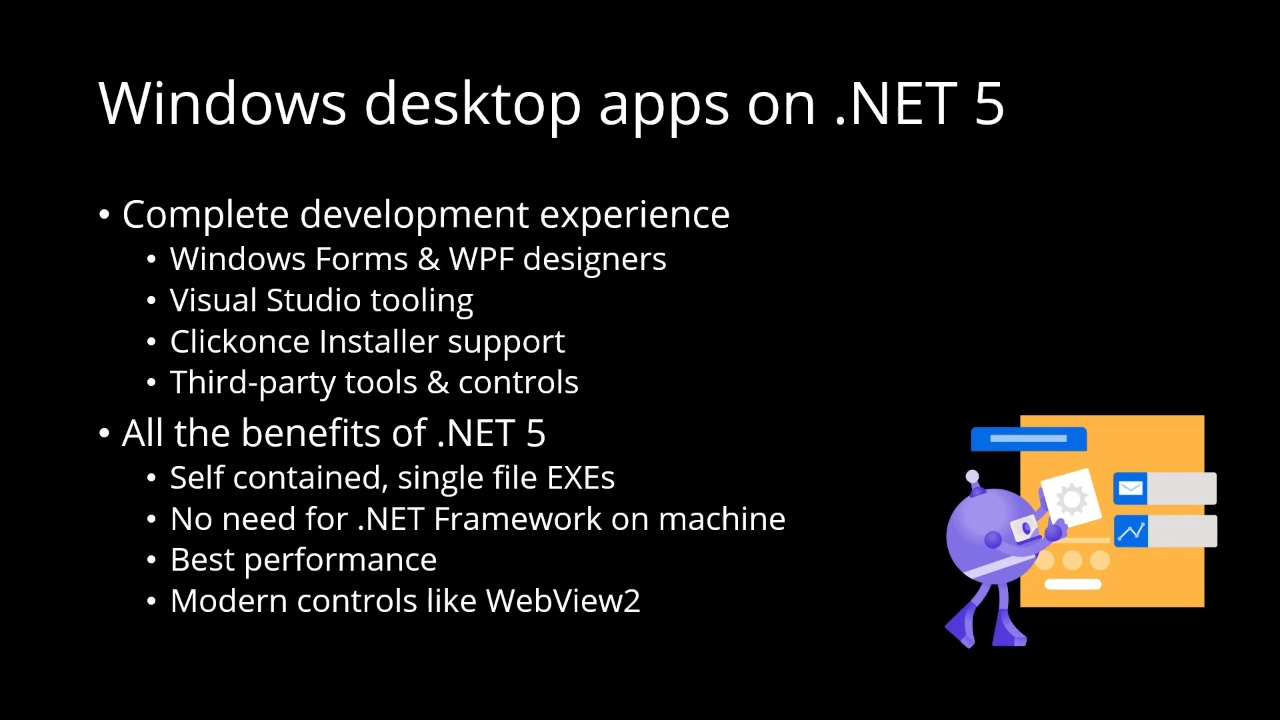 Windows desktop apps on .NET 5
• Complete development experience
• Windows Forms & WPF designers
• Visual Studio tooling
• Clickonce Installer support
• Third-party tools & controls
• All the benefits of .NET 5
• Self contained, single file EXEs
• No need for .NET Framework on machine
• Best performance
• Modern controls like WebView2